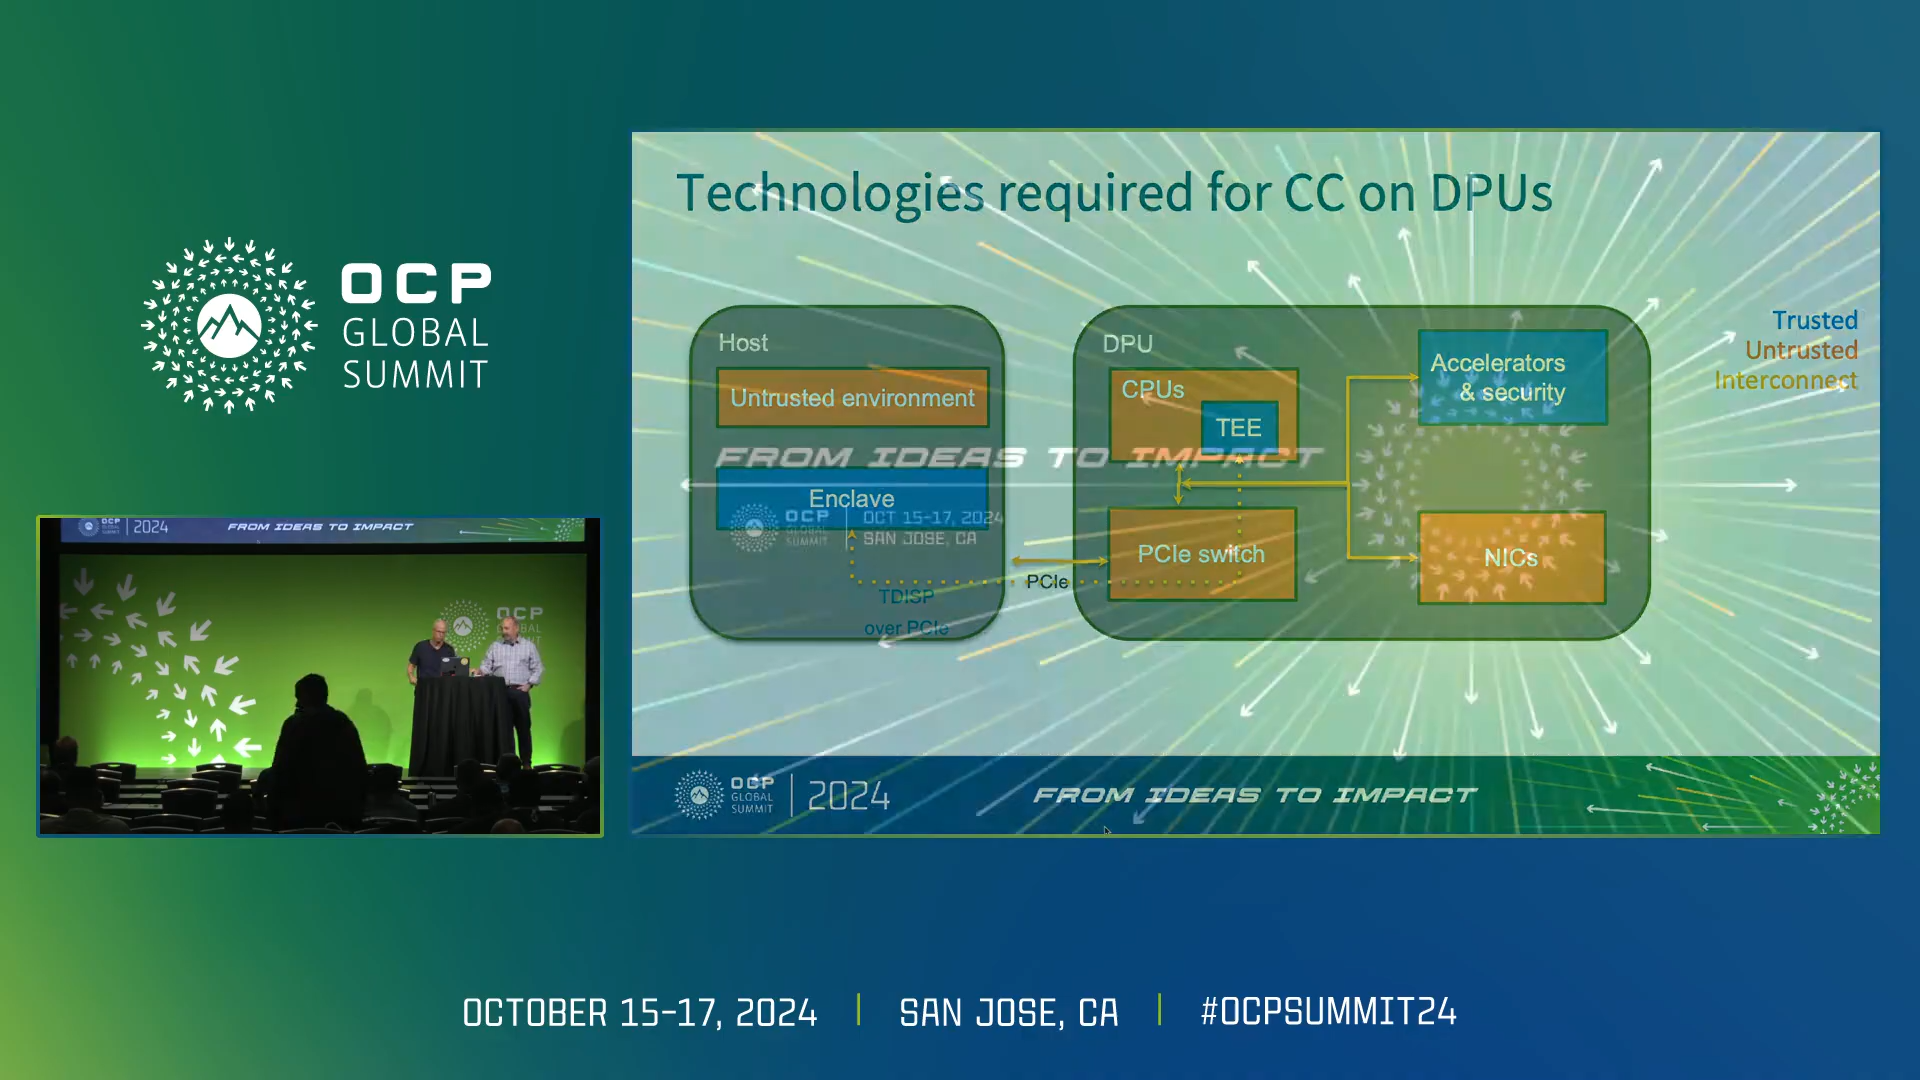 OCP
GLOBAL
SUMMIT
OCP
2024
FROM IDEAS TO IMPACT
OCP
Technologies required for CC on DPUs
Trusted
Untrusted
Interconnect
Host
Untrusted environment
Enclave
TDISP
over PCIe
PCIe
DPU
CPUs
TEE
PCIe switch
Accelerators
& security
NICs
FROM IDEAS TO IMPACT
OCP
GLOBAL
SUMMIT
OCT 15-17, 2024
SAN JOSE, CA
OCP
GLOBAL
SUMMIT
2024
FROM IDEAS TO IMPACT
OCTOBER 15-17, 2024
SAN JOSE, CA
#OCPSUMMIT24